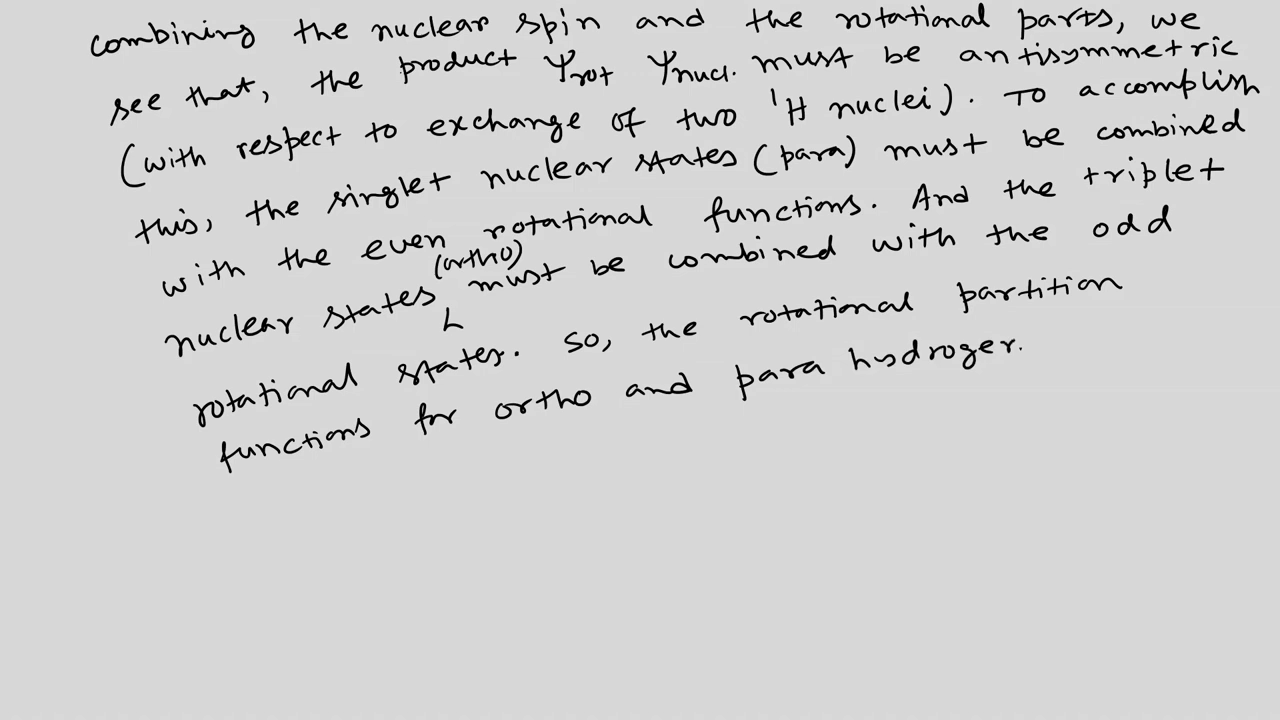 combining the nuclear spin and the rotational parts, we
see that, the product Ψrot Ψnucl. must be antisymmetric
(with respect to exchange of two ¹H nuclei). To accomplish
this, the singlet nuclear states (para) must be combined
with the even rotational functions. And the triplet
nuclear states (ortho) must be combined with the odd
rotational states. So, the rotational partition
functions for ortho and para hydrogen.